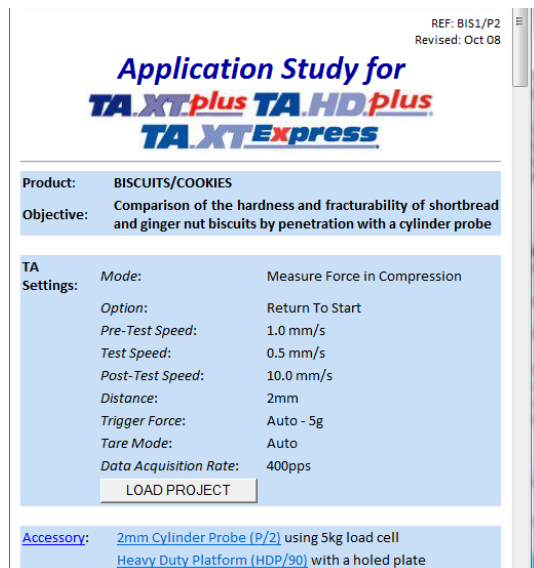 REF: BIS1/P2
Revised: Oct 08
Application Study for
TA.XTplus TA.HDplus
TA.XTExpress
Product: BISCUITS/COOKIES
Objective: Comparison of the hardness and fracturability of shortbread
and ginger nut biscuits by penetration with a cylinder probe
TA
Settings: Mode: Measure Force in Compression
Option: Return To Start
Pre-Test Speed: 1.0 mm/s
Test Speed: 0.5 mm/s
Post-Test Speed: 10.0 mm/s
Distance: 2mm
Trigger Force: Auto - 5g
Tare Mode: Auto
Data Acquisition Rate: 400pps
LOAD PROJECT
Accessory: 2mm Cylinder Probe (P/2) using 5kg load cell
Heavy Duty Platform (HDP/90) with a holed plate